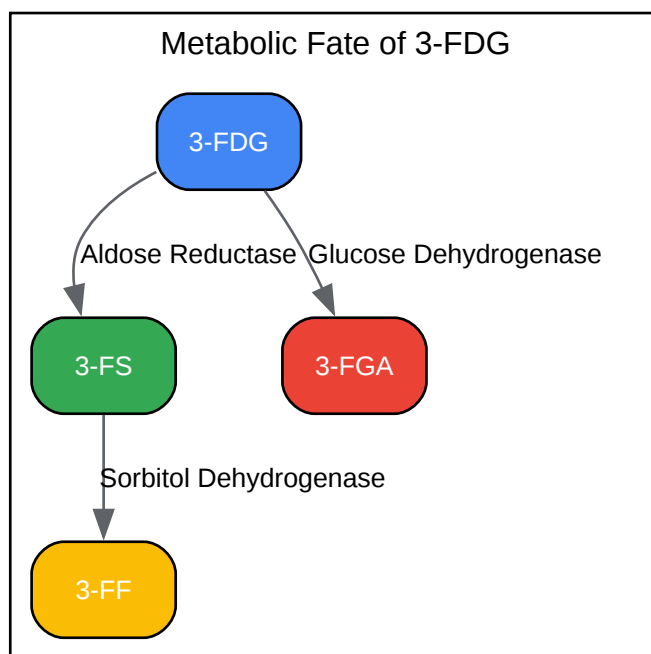 Metabolic Fate of 3-FDG
3-FDG
Aldose Reductase
Glucose Dehydrogenase
3-FS
3-FGA
Sorbitol Dehydrogenase
3-FF